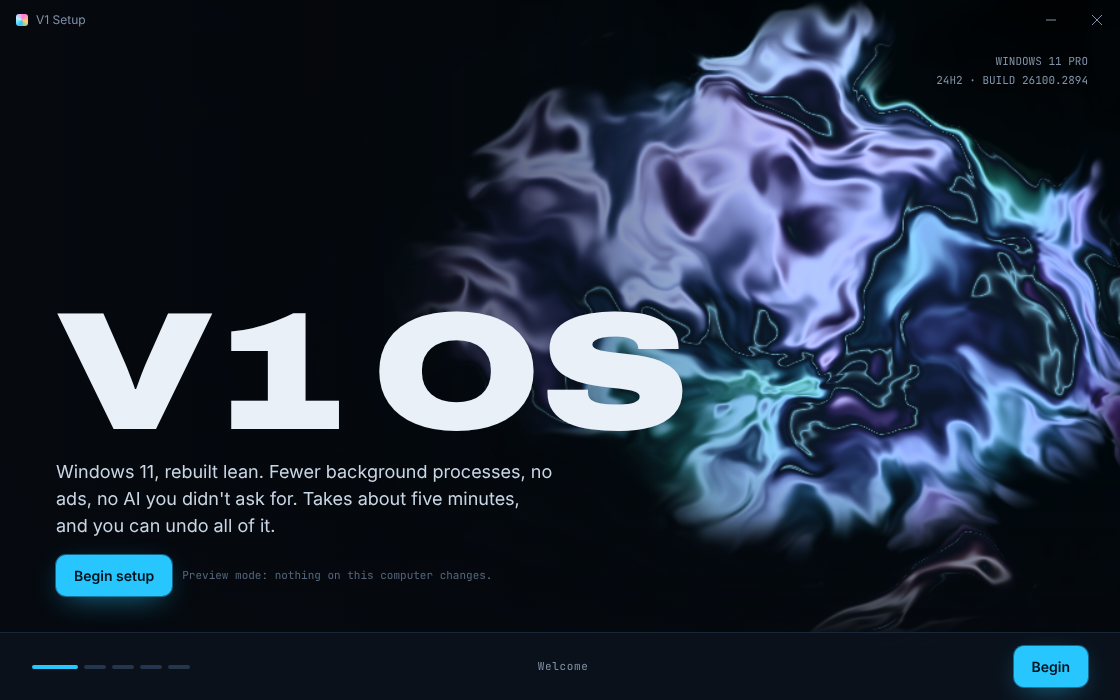 V1 Setup
WINDOWS 11 PRO
24H2 · BUILD 26100.2894
V1 OS
Windows 11, rebuilt lean. Fewer background processes, no
ads, no AI you didn't ask for. Takes about five minutes,
and you can undo all of it.
Begin setup
Preview mode: nothing on this computer changes.
Welcome
Begin